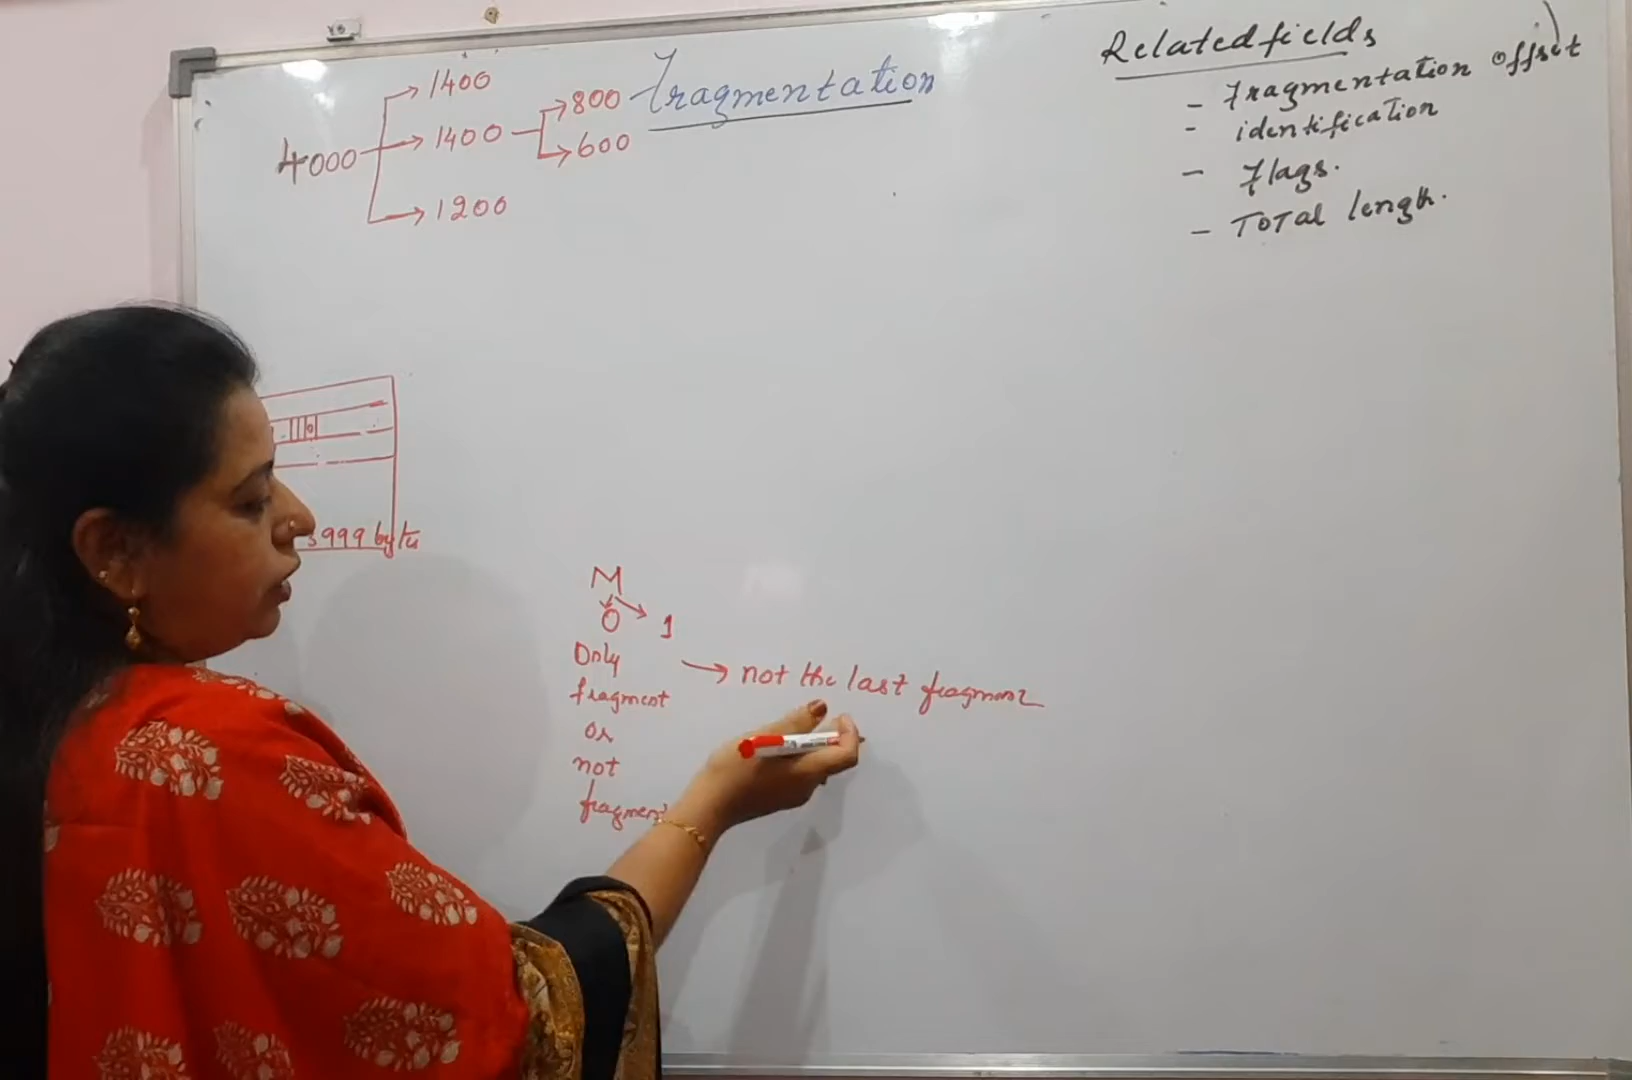 Fragmentation
Related fields
- Fragmentation offset
- identification
- Flags.
- Total length.
4000
1400
1400
1200
800
600
3999 bytes
M
0 1
Only
fragment
or
not
fragment
not the last fragment